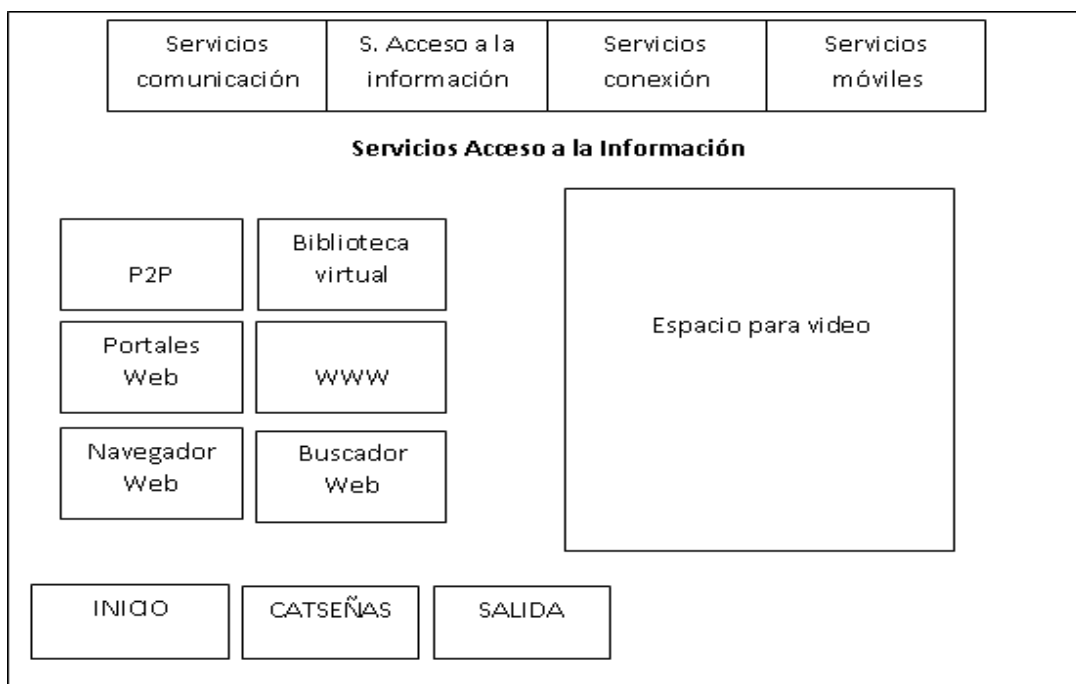 Servicios
comunicación
S. Acceso a la
información
Servicios
conexión
Servicios
móviles
Servicios Acceso a la Información
P2P
Biblioteca
virtual
Portales
Web
WWW
Navegador
Web
Buscador
Web
Espacio para video
INICIO
CATSEÑAS
SALIDA